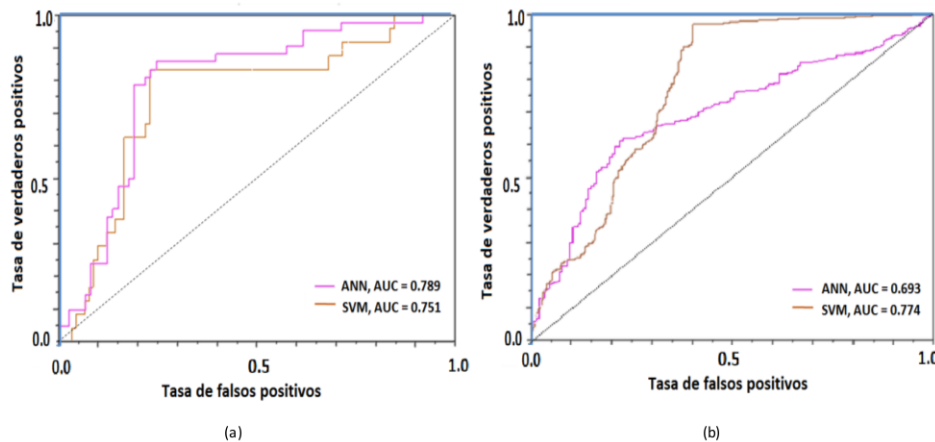 1.0
Tasa de verdaderos positivos
0.5
ANN, AUC = 0.789
SVM, AUC = 0.751
0.0
0.0
0.5
1.0
Tasa de falsos positivos
(a)
1.0
Tasa de verdaderos positivos
0.5
ANN, AUC = 0.693
SVM, AUC = 0.774
0.0
0.0
0.5
1.0
Tasa de falsos positivos
(b)